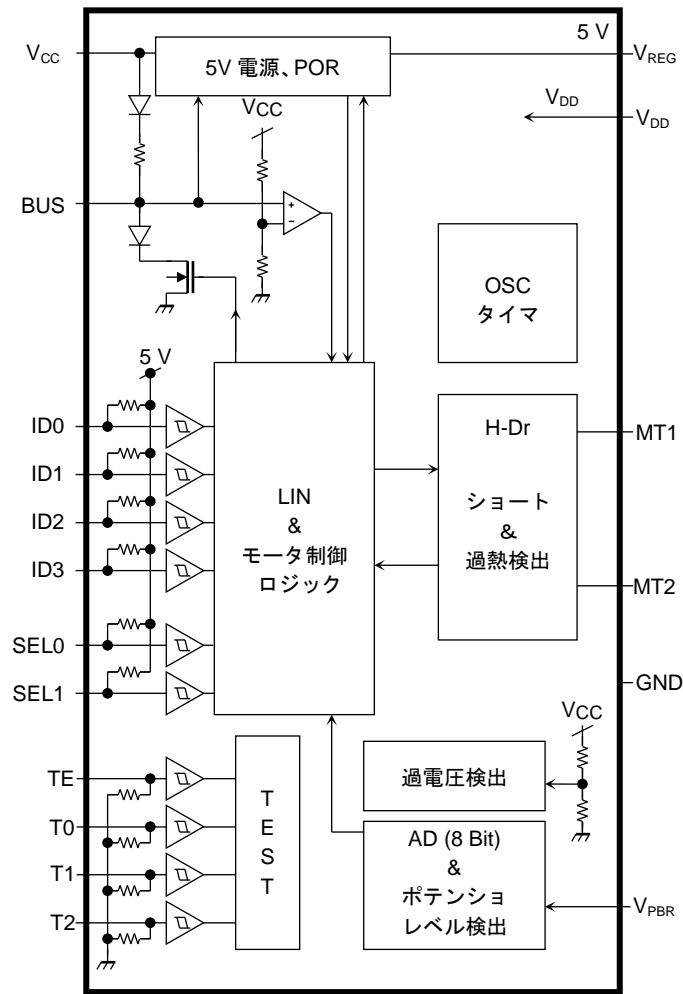 5 V
VCC
5V 電源、POR
VREG
VCC
VDD
VDD
BUS
+
−
OSC
タイマ
5 V
ID0
ID1
ID2
ID3
SEL0
SEL1
LIN
&
モータ制御
ロジック
H-Dr
ショート
&
過熱検出
MT1
MT2
GND
VCC
過電圧検出
TE
T0
T1
T2
T
E
S
T
AD (8 Bit)
&
ポテンショ
レベル検出
VPBR